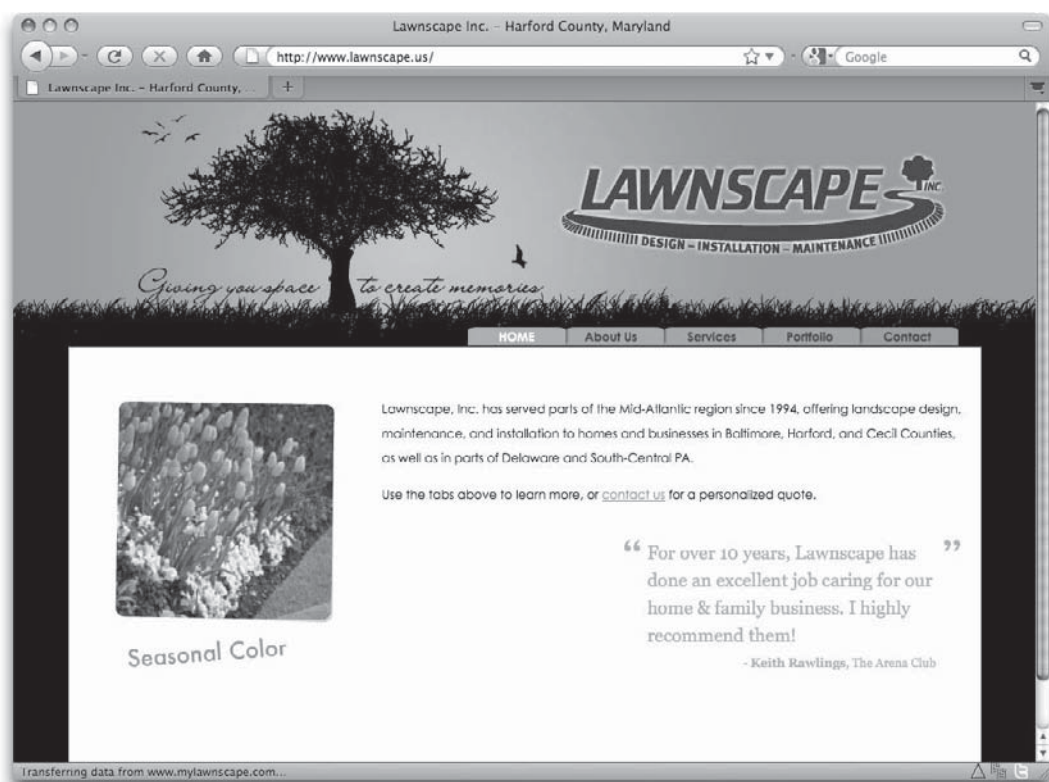 Lawnscape Inc. – Harford County, Maryland
http://www.lawnscape.us/
Google
Lawnscape Inc. – Harford County, ...
LAWNSCAPE INC.
DESIGN – INSTALLATION – MAINTENANCE
Giving you space to create memories
HOME About Us Services Portfolio Contact
Lawnscape, Inc. has served parts of the Mid-Atlantic region since 1994, offering landscape design,
maintenance, and installation to homes and businesses in Baltimore, Harford, and Cecil Counties,
as well as in parts of Delaware and South-Central PA.
Use the tabs above to learn more, or contact us for a personalized quote.
“ For over 10 years, Lawnscape has ”
done an excellent job caring for our
home & family business. I highly
recommend them!
- Keith Rawlings, The Arena Club
Seasonal Color
Transferring data from www.mylawnscape.com...